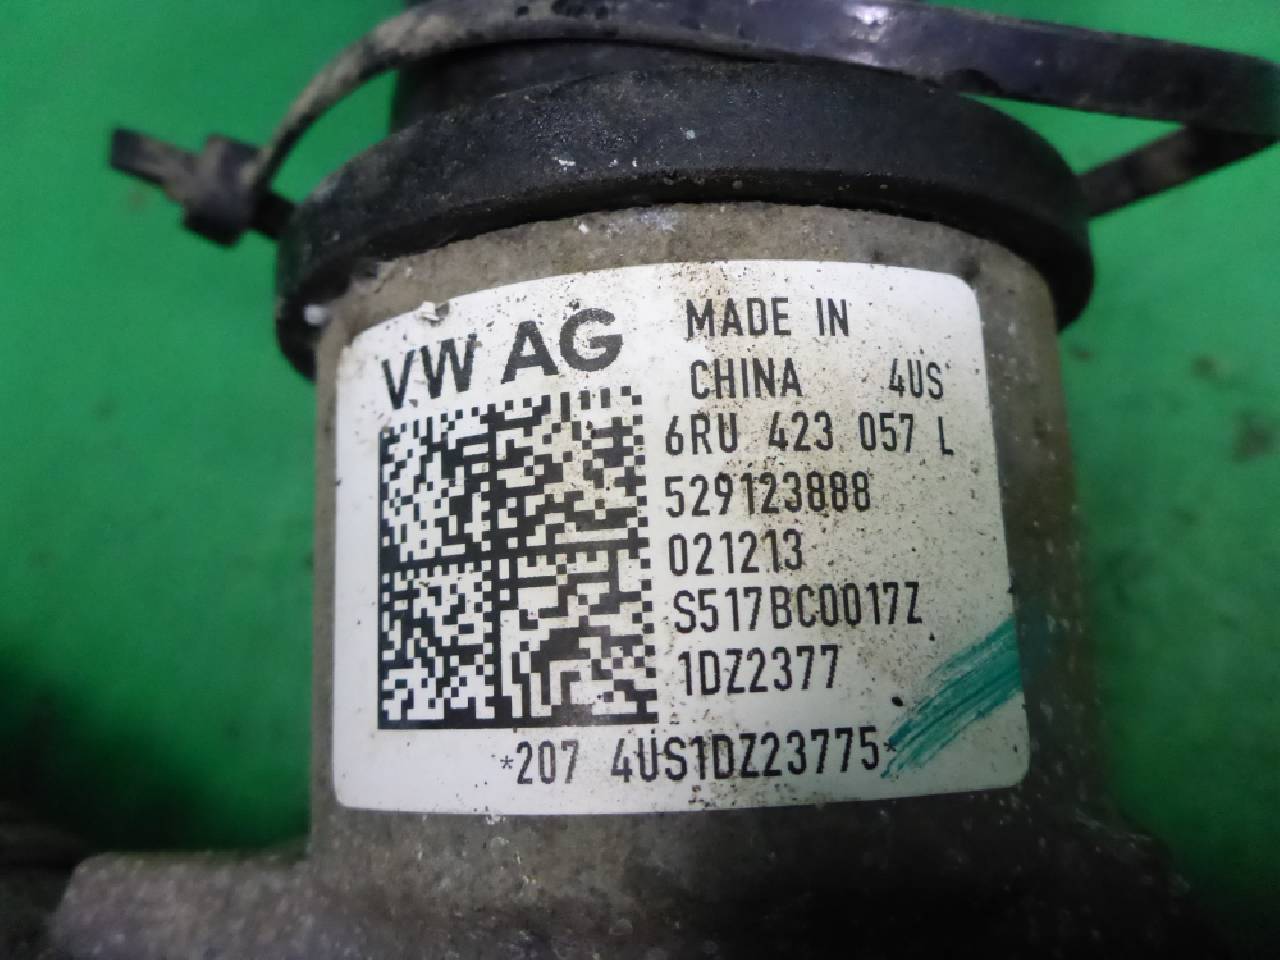 VW AG
MADE IN
CHINA 4US
6RU 423 057 L
529123888
021213
S517BC0017Z
1DZ2377
*207 4US1DZ23775*